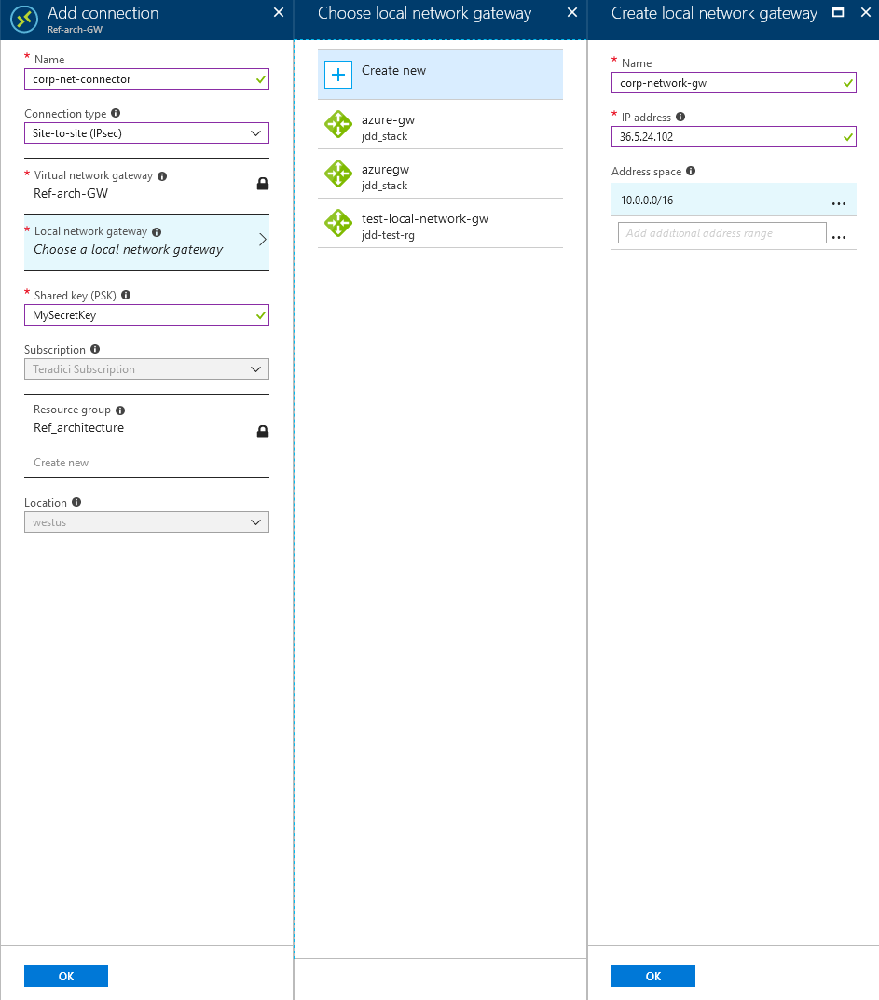 Add connection
Ref-arch-GW
* Name
corp-net-connector
Connection type
Site-to-site (IPsec)
* Virtual network gateway
Ref-arch-GW
* Local network gateway
Choose a local network gateway
* Shared key (PSK)
MySecretKey
Subscription
Teradici Subscription
Resource group
Ref_architecture
Create new
Location
westus
OK
Choose local network gateway
Create new
azure-gw
jdd_stack
azuregw
jdd_stack
test-local-network-gw
jdd-test-rg
Create local network gateway
* Name
corp-network-gw
* IP address
36.5.24.102
Address space
10.0.0.0/16
...
Add additional address range
...
OK